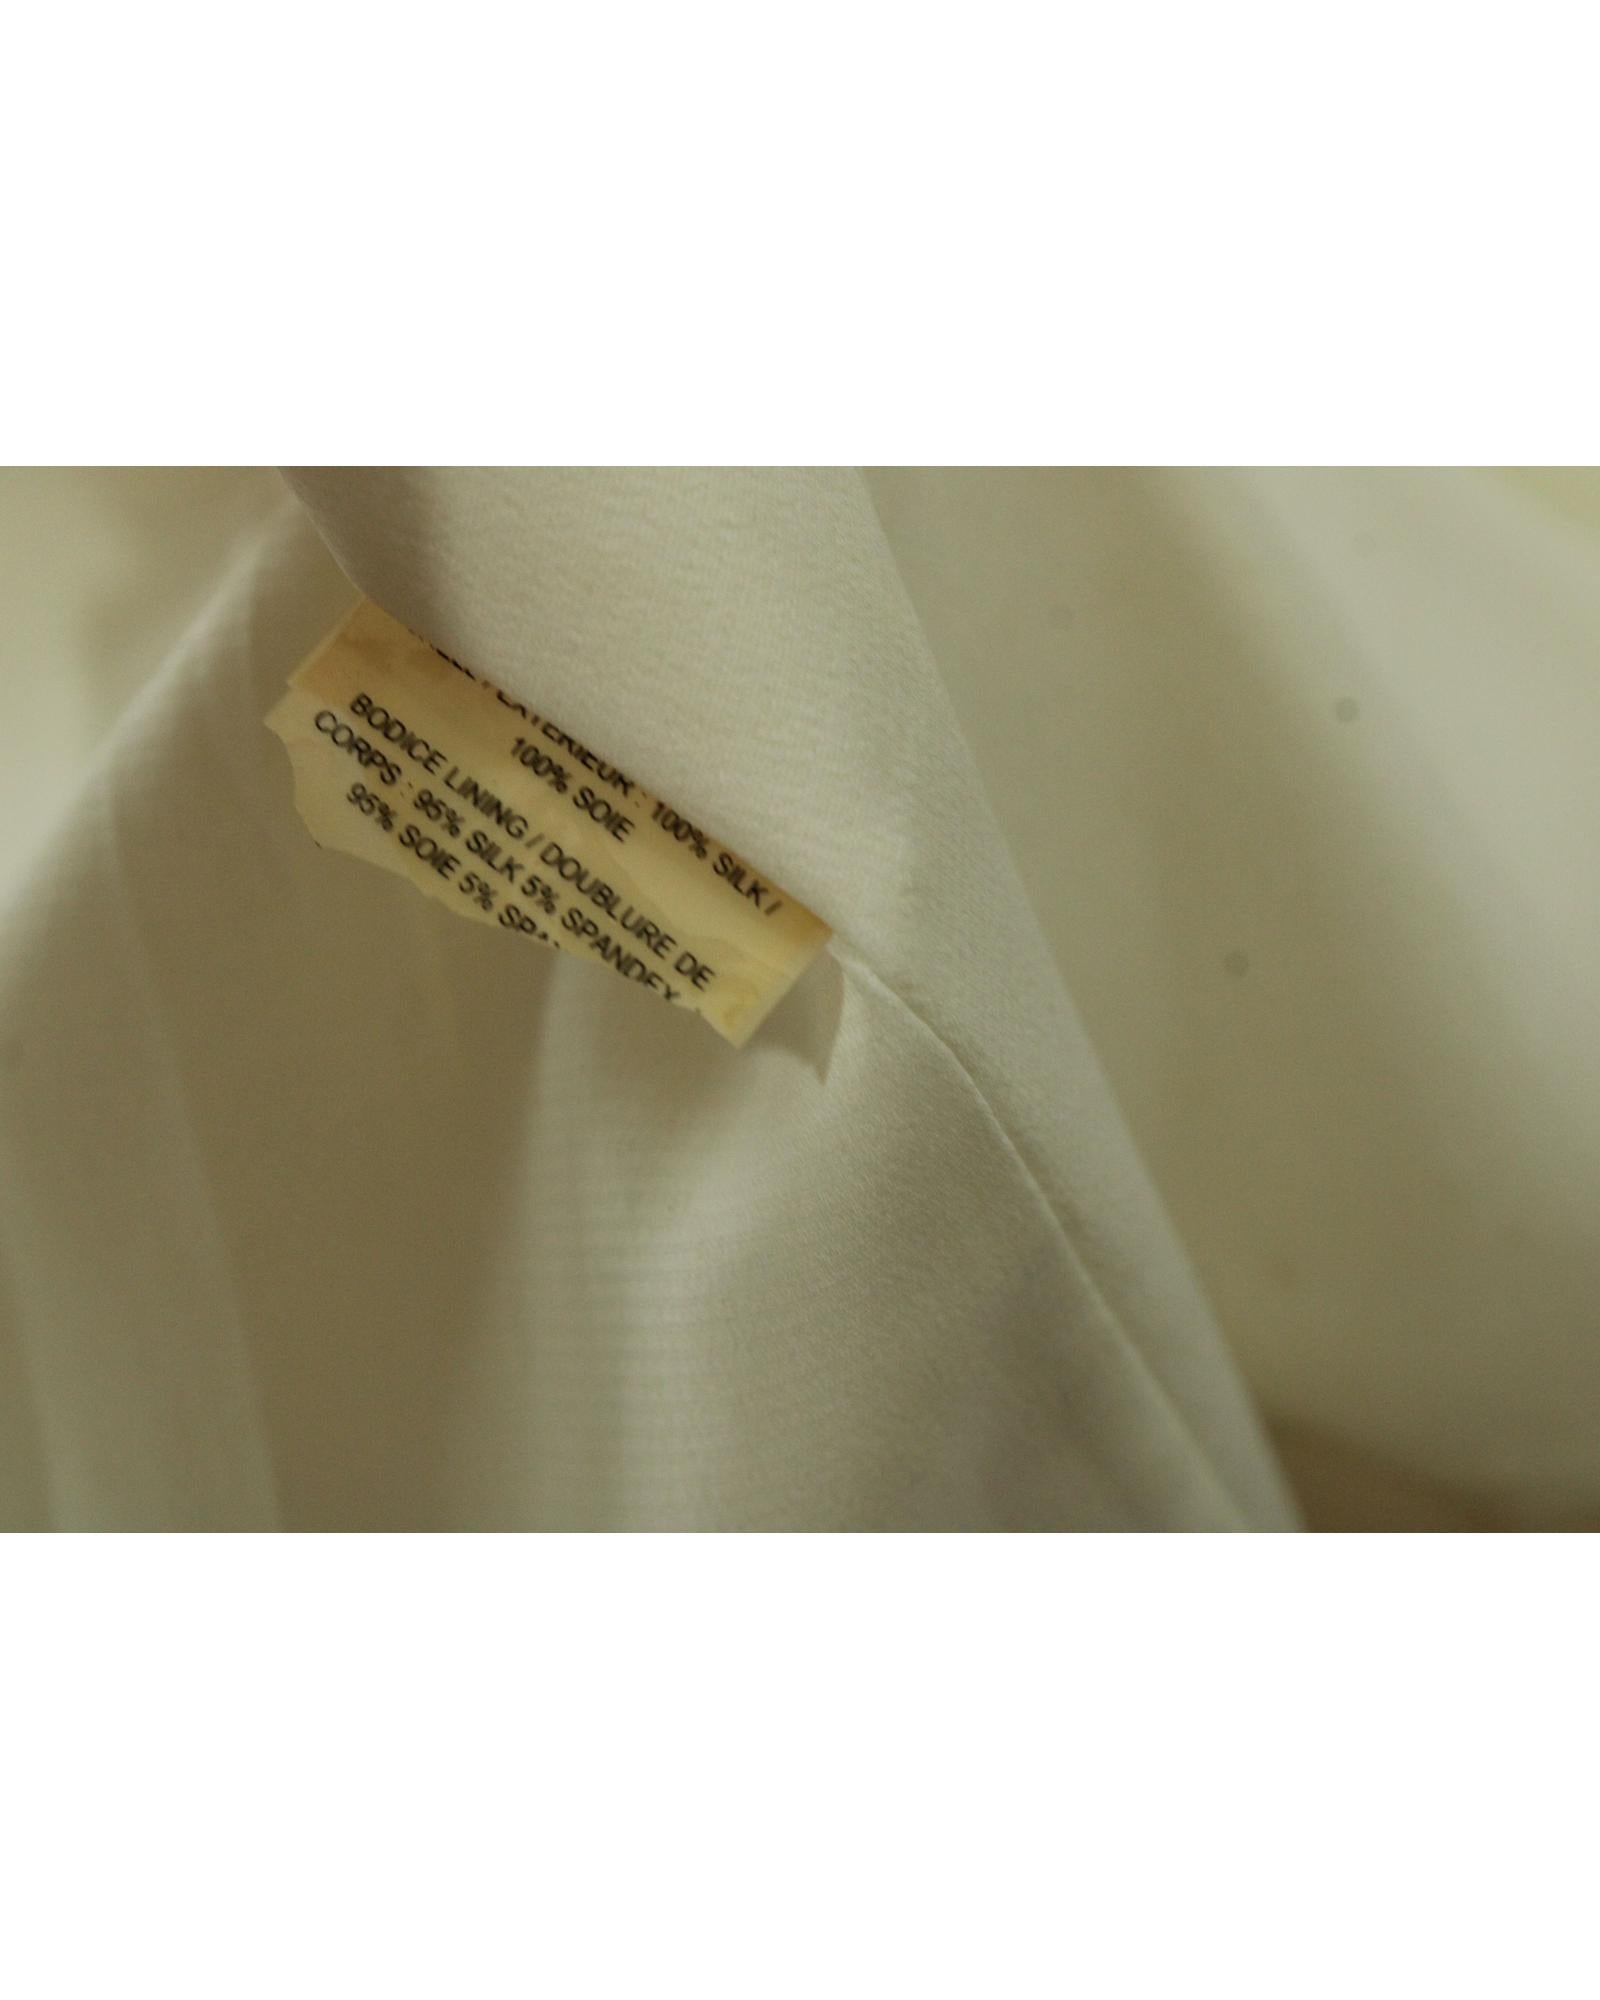 100% SILK /
100% SOIE
BODICE LINING / DOUBLURE DE
CORPS : 95% SILK 5% SPANDEX
95% SOIE 5%